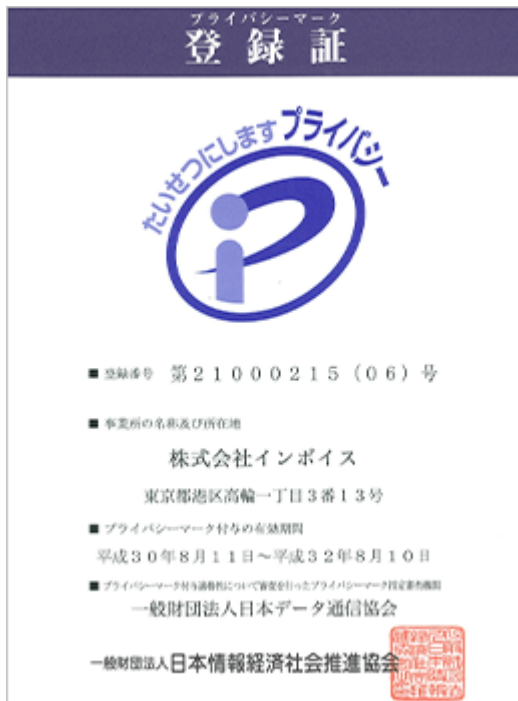 プライバシーマーク
登録証
たいせつにしますプライバシー
■ 登録番号 第21000215(06)号
■ 事業所の名称及び所在地
株式会社インボイス
東京都港区高輪一丁目3番13号
■ プライバシーマーク付与の有効期間
平成30年8月11日~平成32年8月10日
■ プライバシーマーク付与適格性について審査を行ったプライバシーマーク指定審査機関
一般財団法人日本データ通信協会
一般財団法人日本情報経済社会推進協会